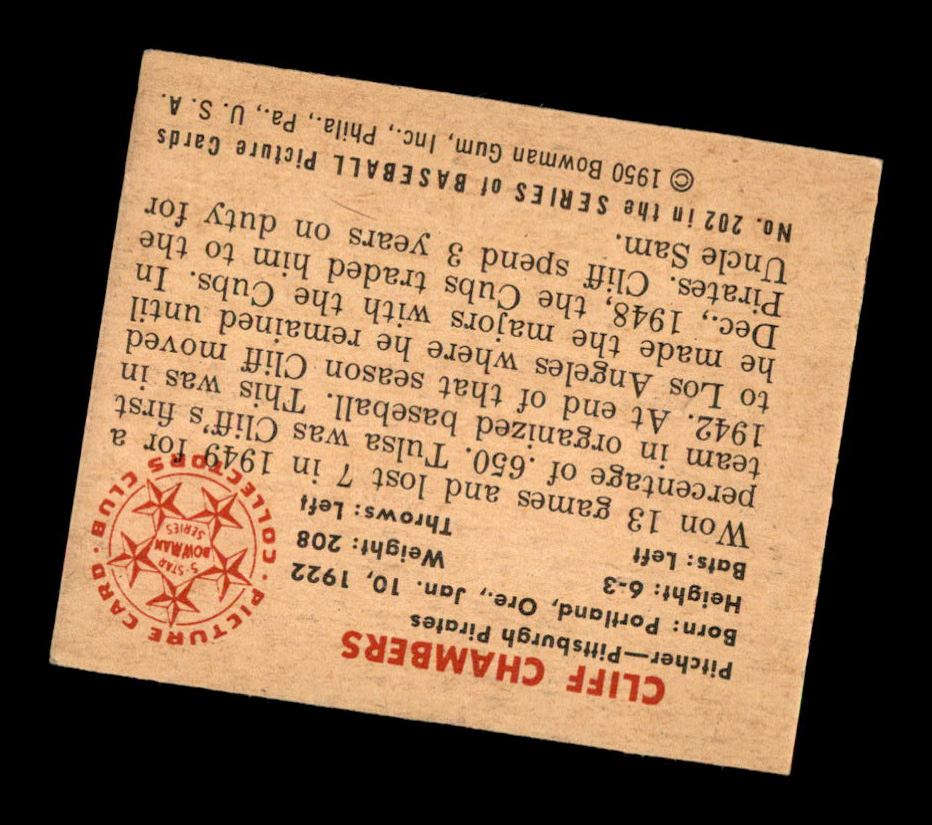 CLIFF CHAMBERS
Pitcher—Pittsburgh Pirates
Born: Portland, Ore., Jan. 10, 1922
Height: 6-3 Weight: 208
Bats: Left Throws: Left
PICTURE CARD · COLLECTORS CLUB ·
5-STAR
BOWMAN
SERIES
Won 13 games and lost 7 in 1949 for a
percentage of .650. Tulsa was Cliff's first
team in organized baseball. This was in
1942. At end of that season Cliff moved
to Los Angeles where he remained until
he made the majors with the Cubs. In
Dec., 1948, the Cubs traded him to the
Pirates. Cliff spend 3 years on duty for
Uncle Sam.
No. 202 in the SERIES of BASEBALL Picture Cards
© 1950 Bowman Gum, Inc., Phila., Pa., U. S. A.